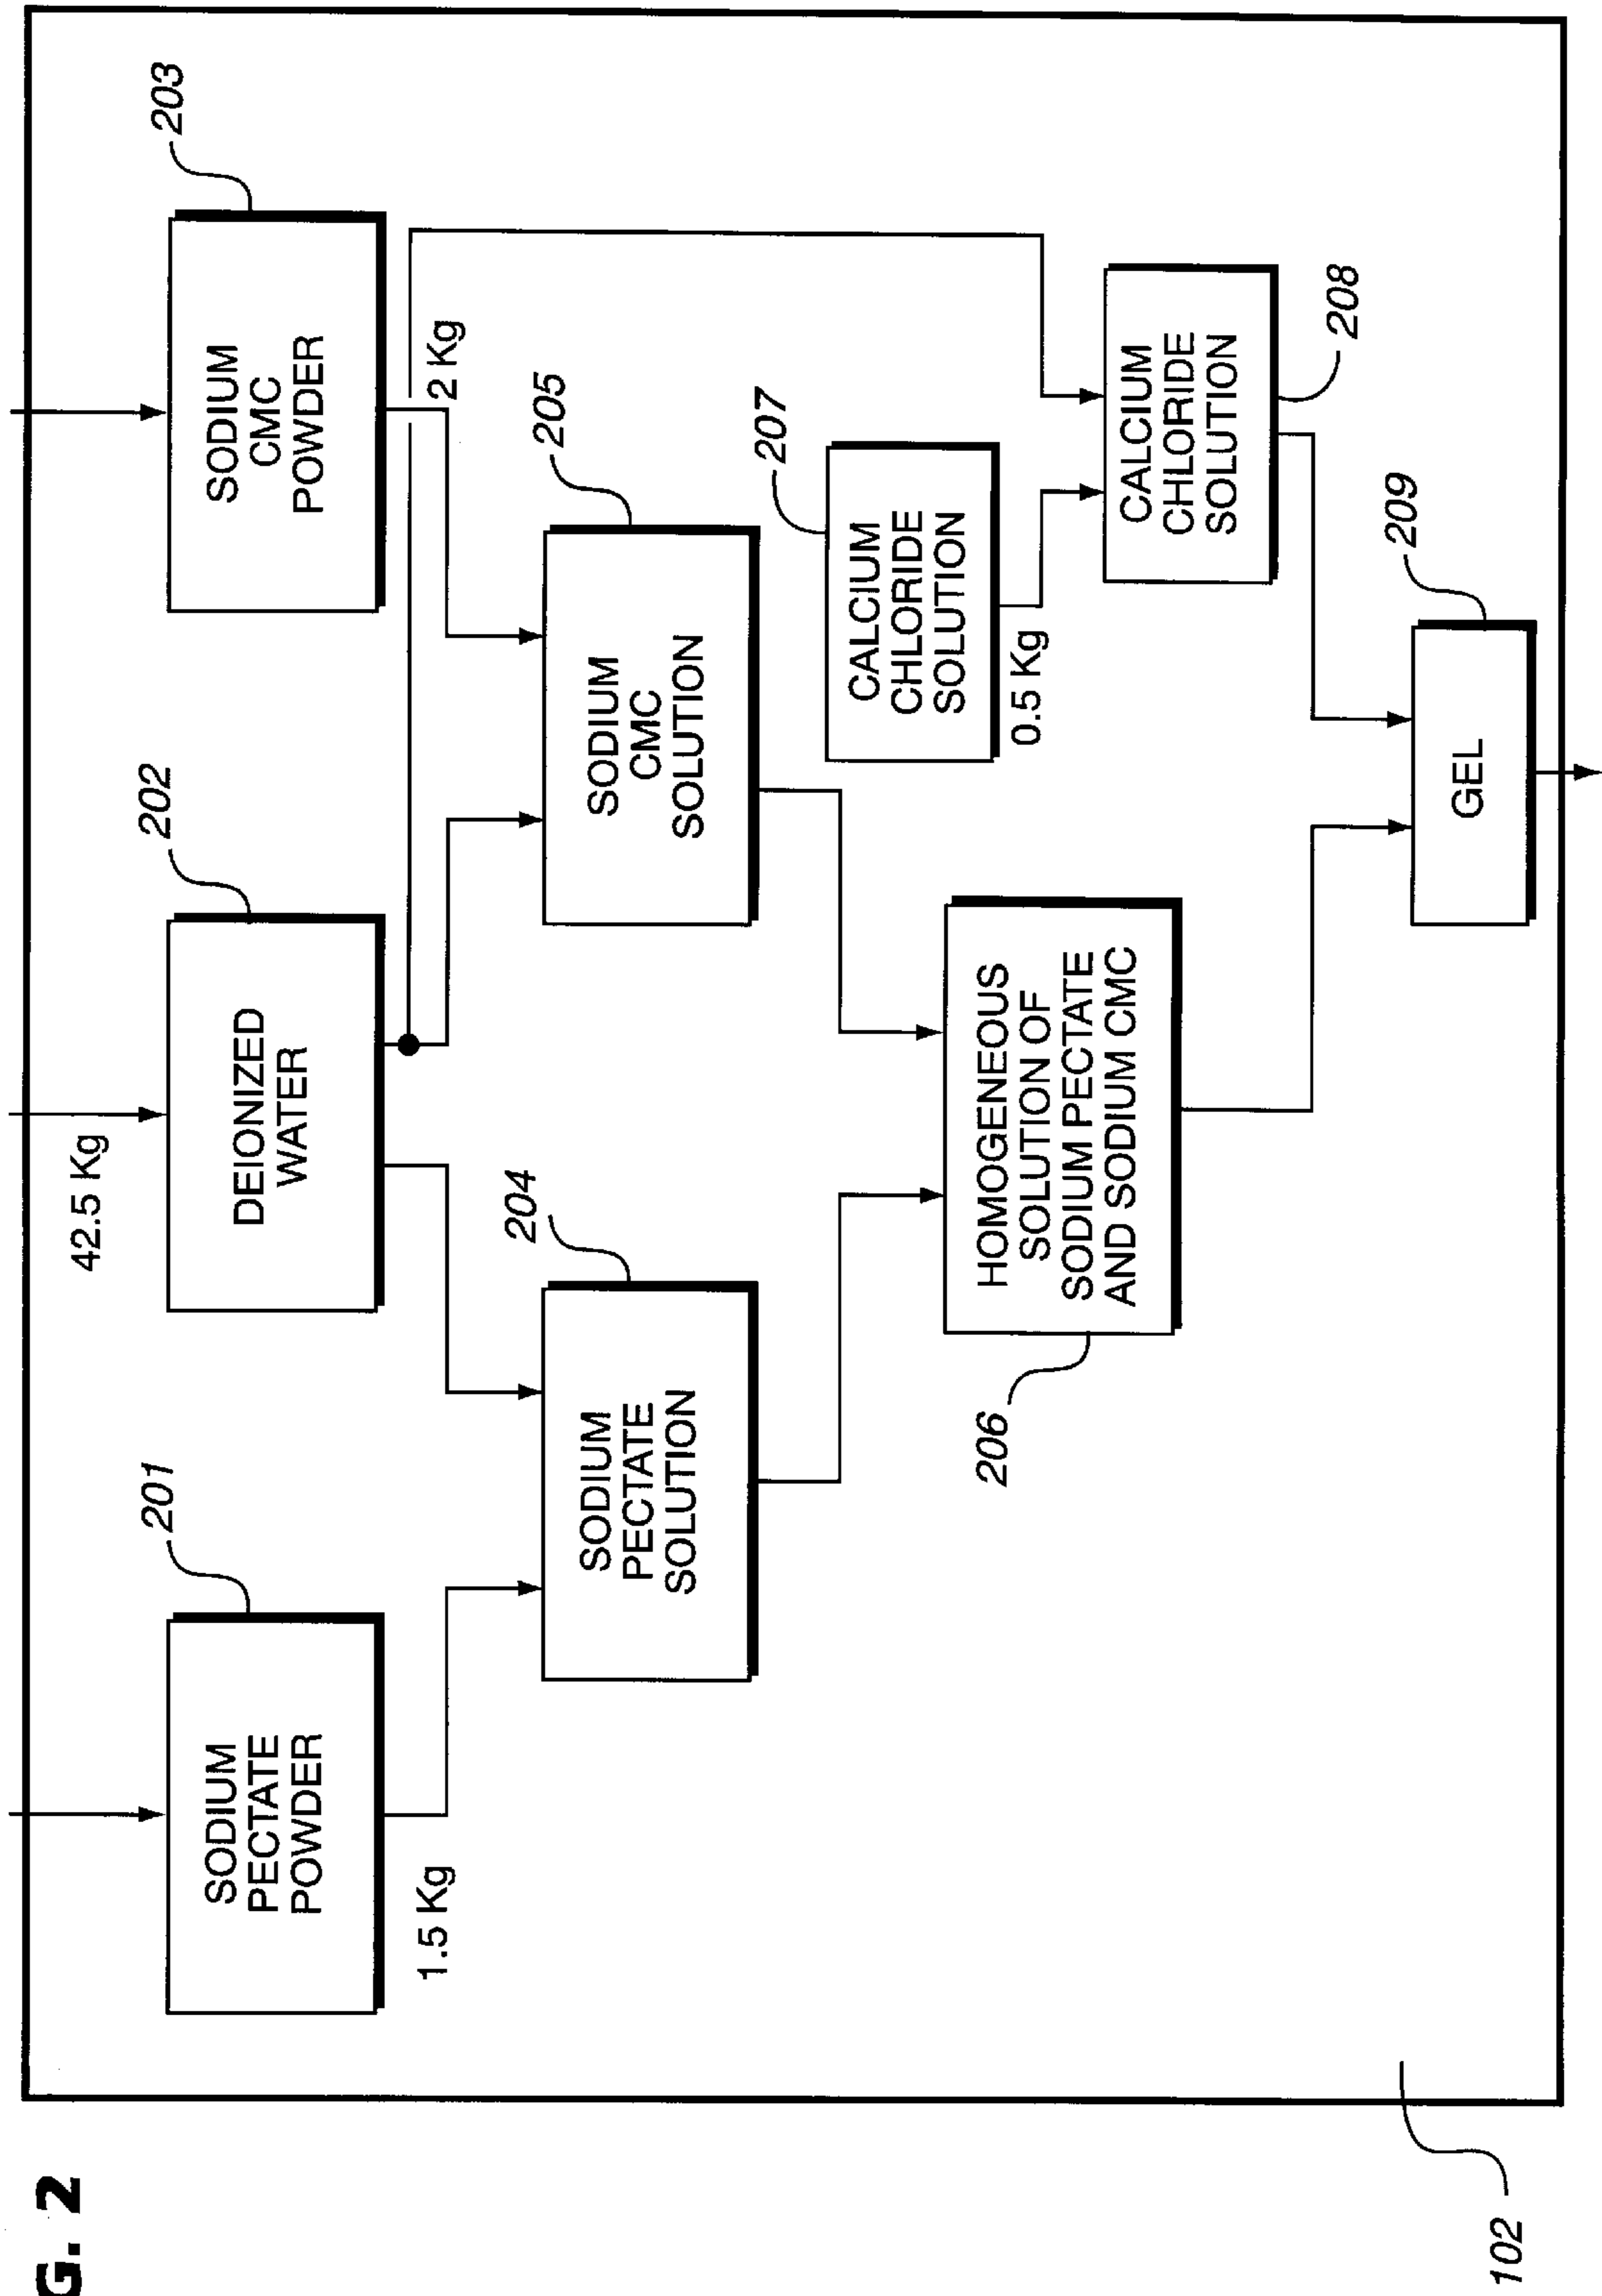 G. 2
42.5 Kg
201
202
203
SODIUM
PECTATE
POWDER
DEIONIZED
WATER
SODIUM
CMC
POWDER
1.5 Kg
2 Kg
204
205
SODIUM
PECTATE
SOLUTION
SODIUM
CMC
SOLUTION
207
CALCIUM
CHLORIDE
SOLUTION
0.5 Kg
206
HOMOGENEOUS
SOLUTION OF
SODIUM PECTATE
AND SODIUM CMC
CALCIUM
CHLORIDE
SOLUTION
208
209
GEL
102